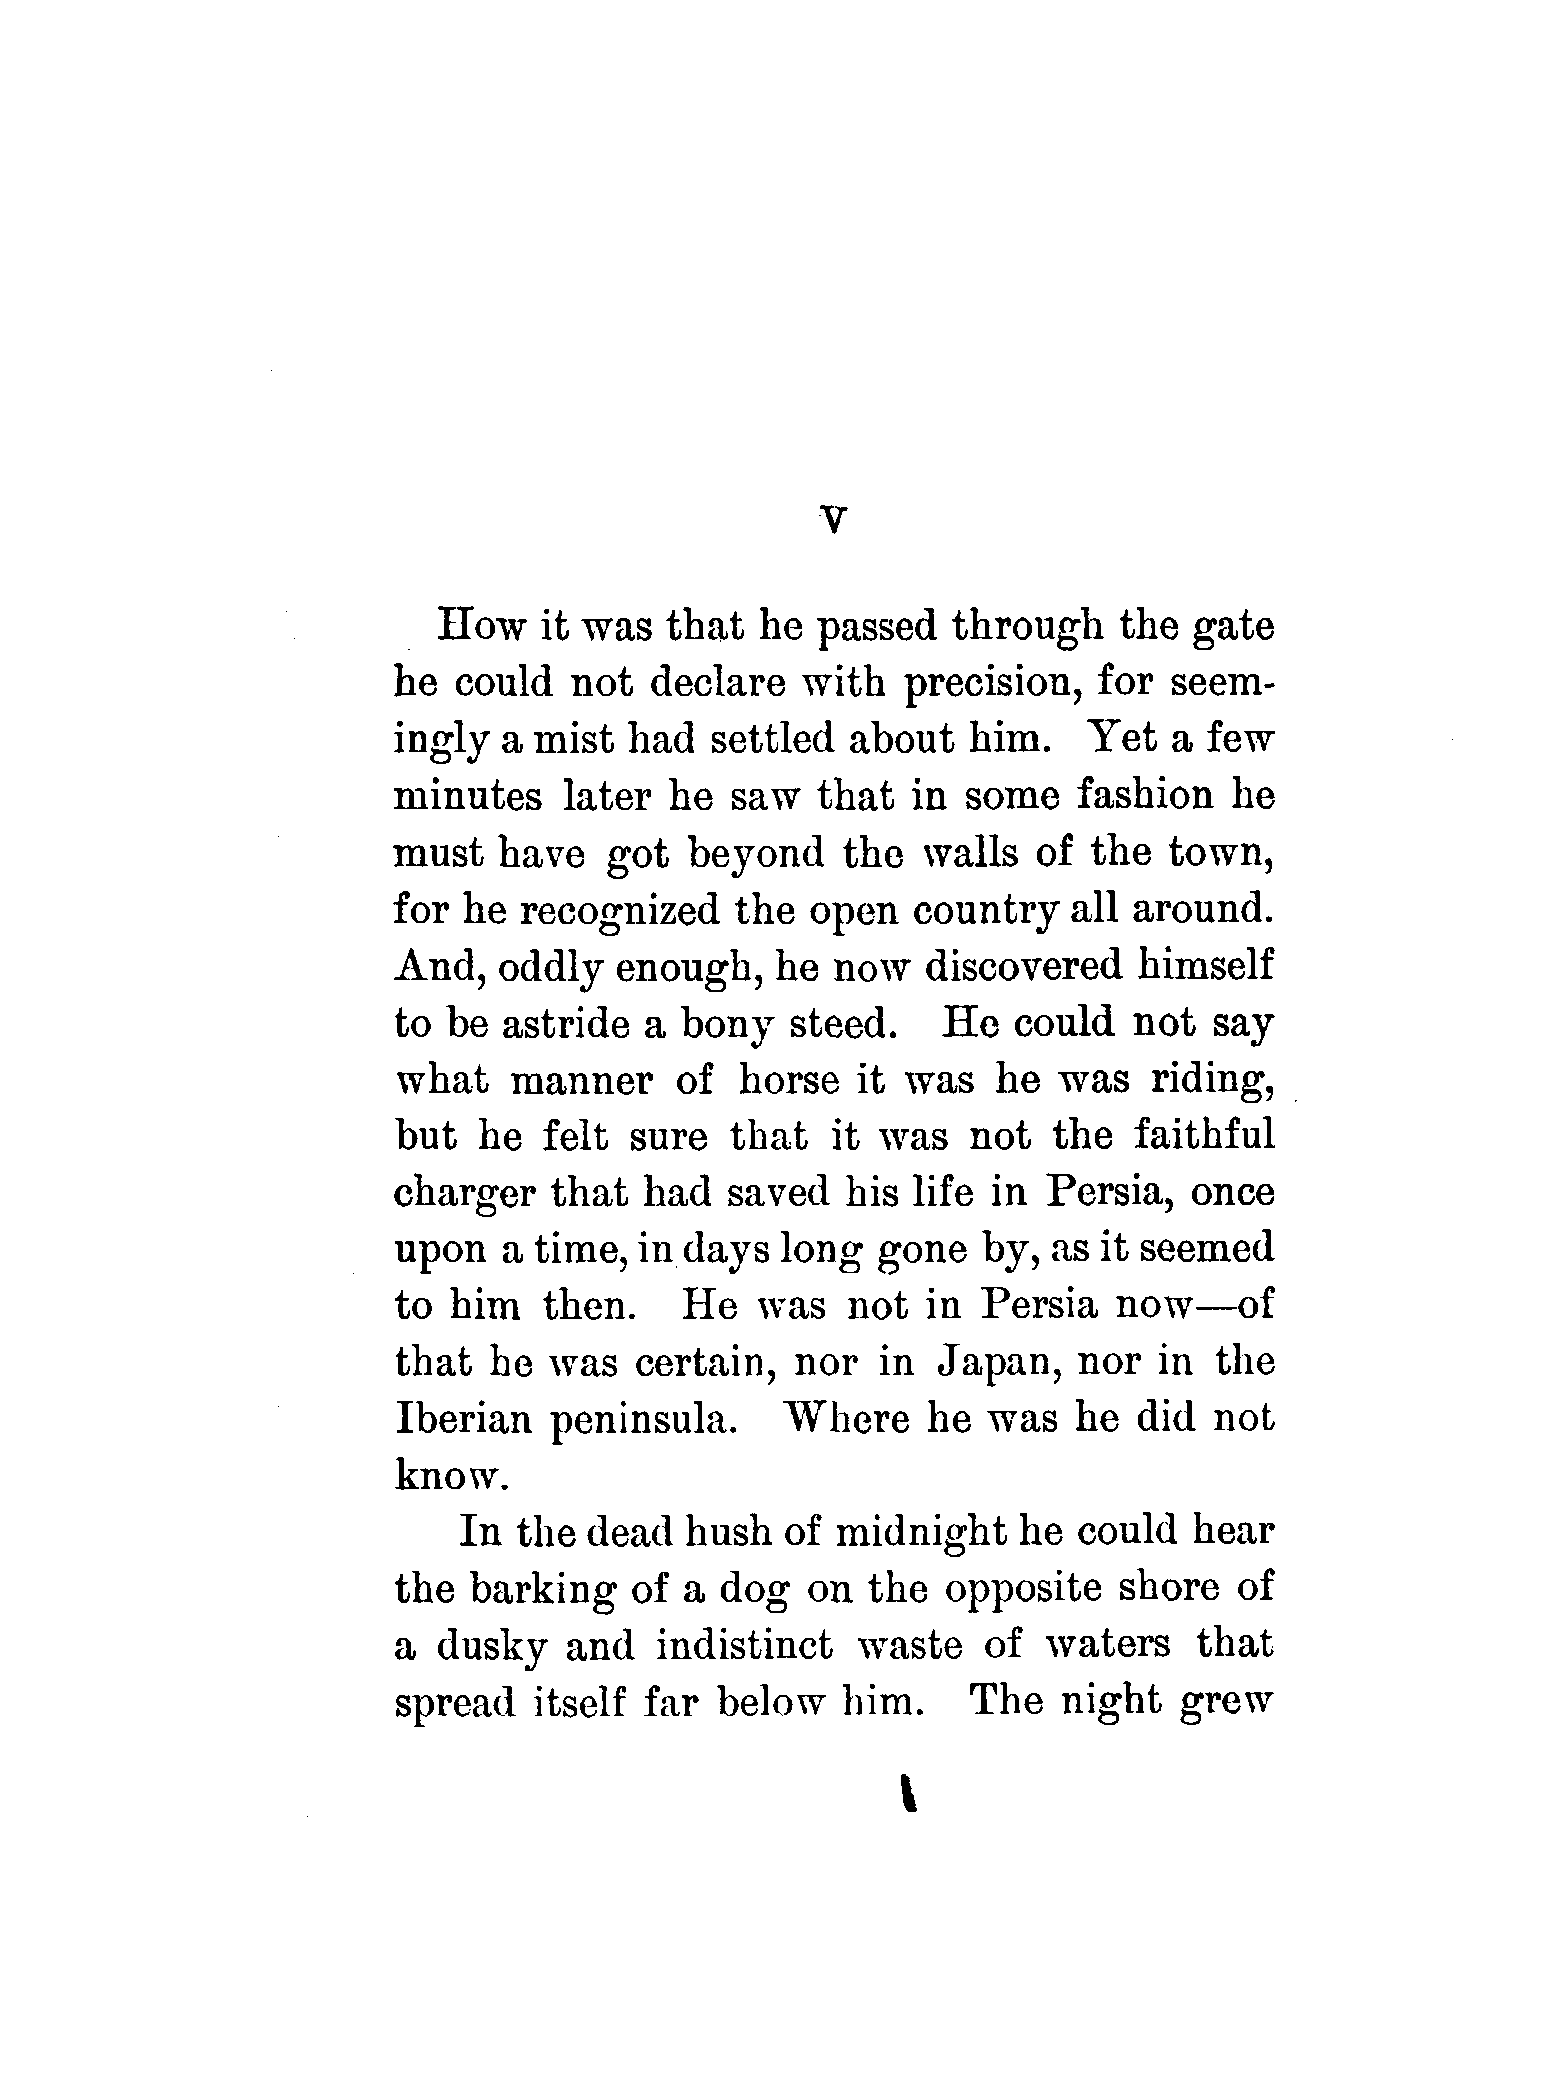 V
How it was that he passed through the gate
he could not declare with precision, for seem-
ingly a mist had settled about him. Yet a few
minutes later he saw that in some fashion he
must have got beyond the walls of the town,
for he recognized the open country all around.
And, oddly enough, he now discovered himself
to be astride a bony steed. He could not say
what manner of horse it was he was riding,
but he felt sure that it was not the faithful
charger that had saved his life in Persia, once
upon a time, in days long gone by, as it seemed
to him then. He was not in Persia now—of
that he was certain, nor in Japan, nor in the
Iberian peninsula. Where he was he did not
know.
In the dead hush of midnight he could hear
the barking of a dog on the opposite shore of
a dusky and indistinct waste of waters that
spread itself far below him. The night grew